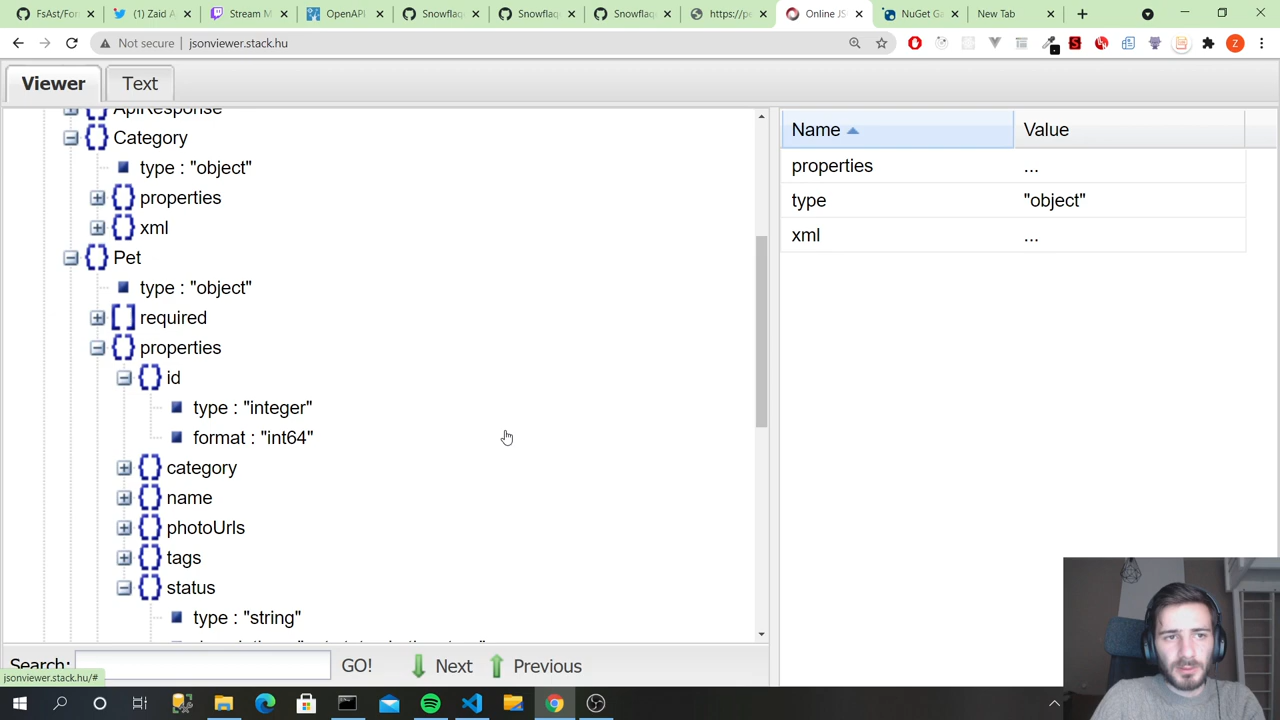 FsAst/For
Zaid A
Stream M
OpenAPI
Snowflaq
Snowflaq
Snowflaq
https://pe
Online JS
NuGet Ga
New Tab
Not secure | jsonviewer.stack.hu
Viewer
Text
ApiResponse
Category
type : "object"
properties
xml
Pet
type : "object"
required
properties
id
type : "integer"
format : "int64"
category
name
photoUrls
tags
status
type : "string"
Name
Value
properties
...
type
"object"
xml
...
Search:
GO!
Next
Previous
jsonviewer.stack.hu/#
Z